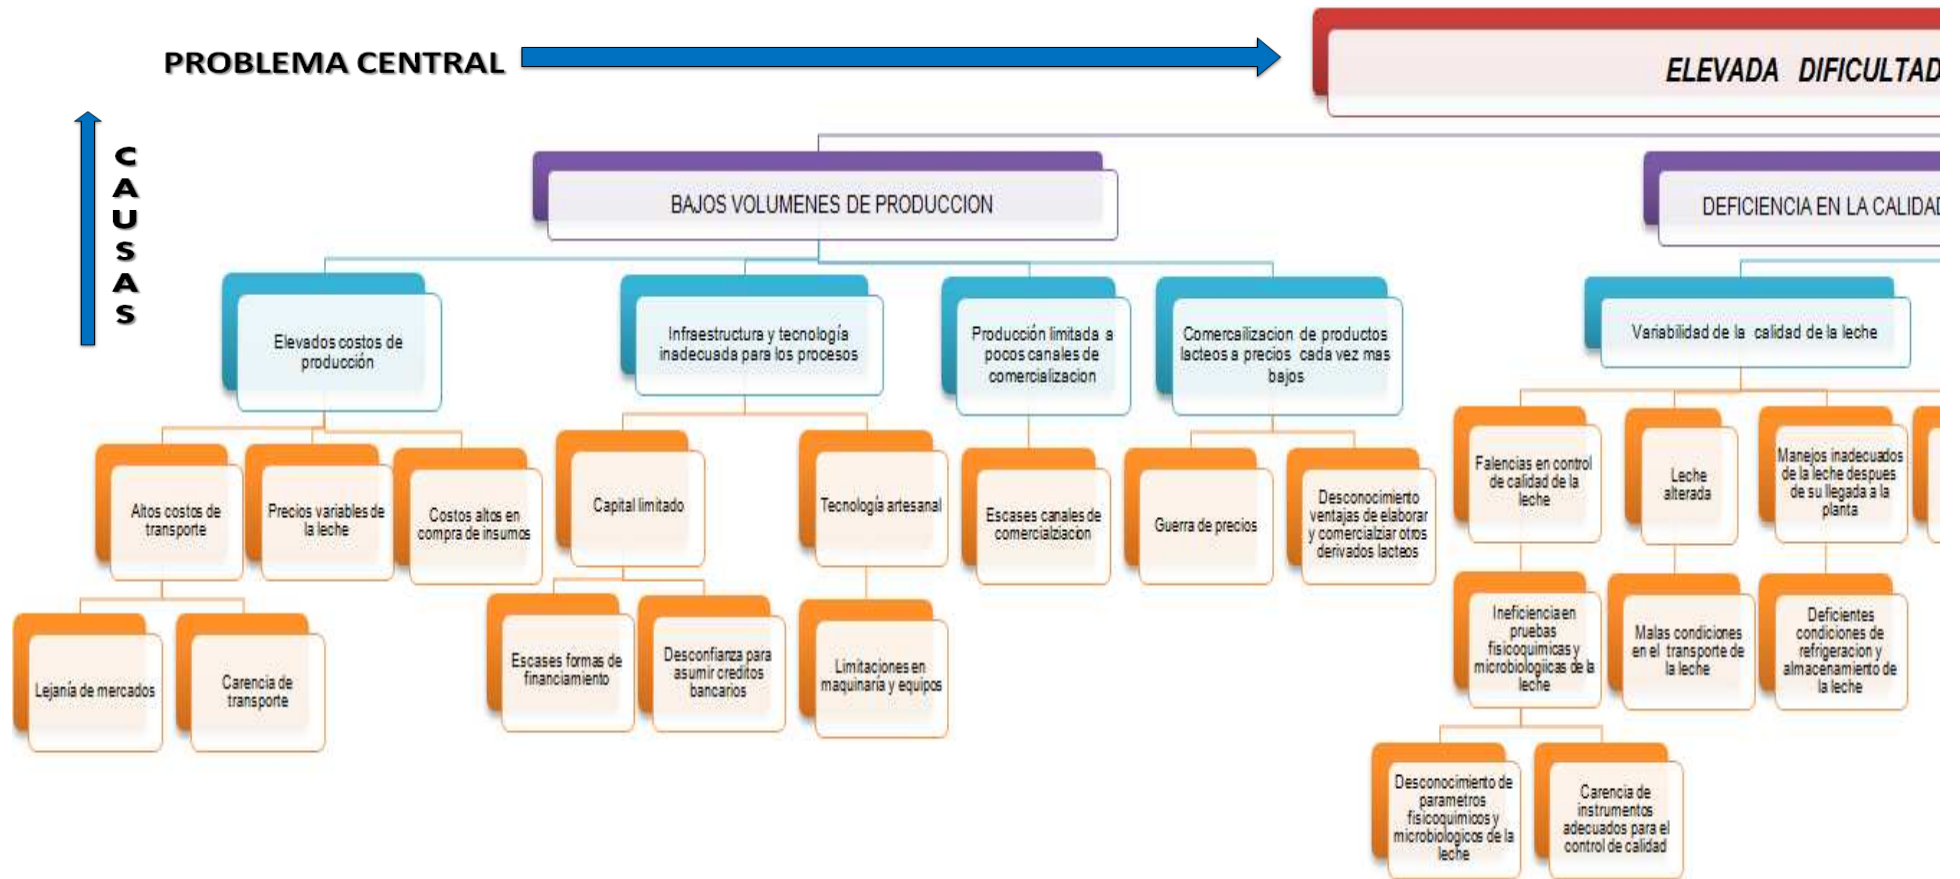 PROBLEMA CENTRAL
ELEVADA DIFICULTAD
C
A
U
S
A
S
BAJOS VOLUMENES DE PRODUCCION
DEFICIENCIA EN LA CALIDAD
Elevados costos de
producción
Infraestructura y tecnología
inadecuada para los procesos
Producción limitada a
pocos canales de
comercializacion
Comercailizacion de productos
lacteos a precios cada vez mas
bajos
Variabilidad de la calidad de la leche
Altos costos de
transporte
Precios variables de
la leche
Costos altos en
compra de insumos
Capital limitado
Tecnología artesanal
Escases canales de
comercialziacion
Guerra de precios
Desconocimiento
ventajas de elaborar
y comercialziar otros
derivados lacteos
Falencias en control
de calidad de la
leche
Leche
alterada
Manejos inadecuados
de la leche despues
de su llegada a la
planta
Lejanía de mercados
Carencia de
transporte
Escases formas de
financiamiento
Desconfianza para
asumir creditos
bancarios
Limitaciones en
maquinaria y equipos
Ineficiencia en
pruebas
fisicoquimicas y
microbiologiicas de la
leche
Malas condiciones
en el transporte de
la leche
Deficientes
condiciones de
refrigeracion y
almacenamiento de
la leche
Desconocimiento de
parametros
fisicoquimicos y
microbiologicos de la
leche
Carencia de
instrumentos
adecuados para el
control de calidad